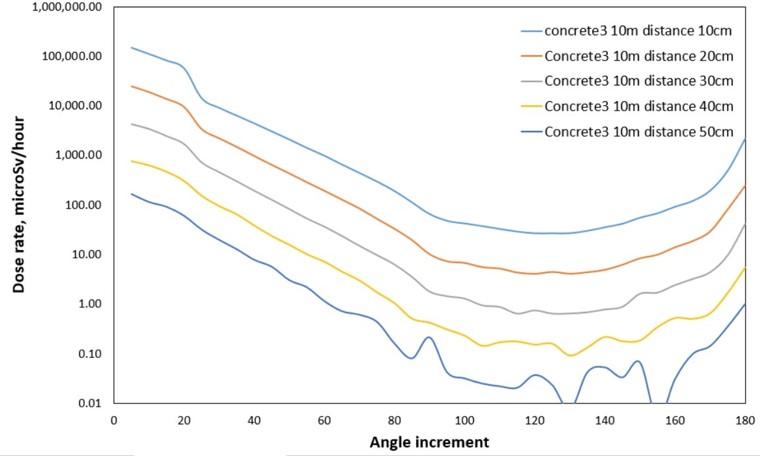 1,000,000.00
100,000.00
10,000.00
1,000.00
100.00
10.00
1.00
0.10
0.01
Dose rate, microSv/hour
concrete3 10m distance 10cm
Concrete3 10m distance 20cm
Concrete3 10m distance 30cm
Concrete3 10m distance 40cm
Concrete3 10m distance 50cm
0 20 40 60 80 100 120 140 160 180
Angle increment